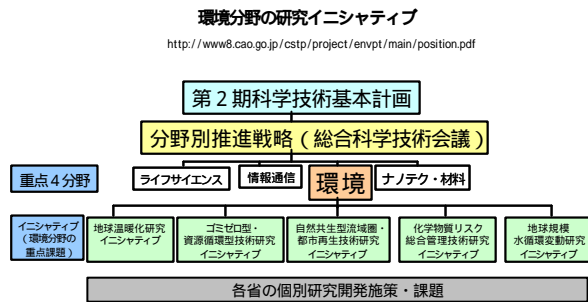 環境分野の研究イニシャティブ
http://www8.cao.go.jp/cstp/project/envpt/main/position.pdf
第２期科学技術基本計画
分野別推進戦略（総合科学技術会議）
重点４分野
ライフサイエンス
情報通信
環境
ナノテク・材料
イニシャティブ
（環境分野の
重点課題）
地球温暖化研究
イニシャティブ
ゴミゼロ型・
資源循環型技術研究
イニシャティブ
自然共生型流域圏・
都市再生技術研究
イニシャティブ
化学物質リスク
総合管理技術研究
イニシャティブ
地球規模
水循環変動研究
イニシャティブ
各省の個別研究開発施策・課題